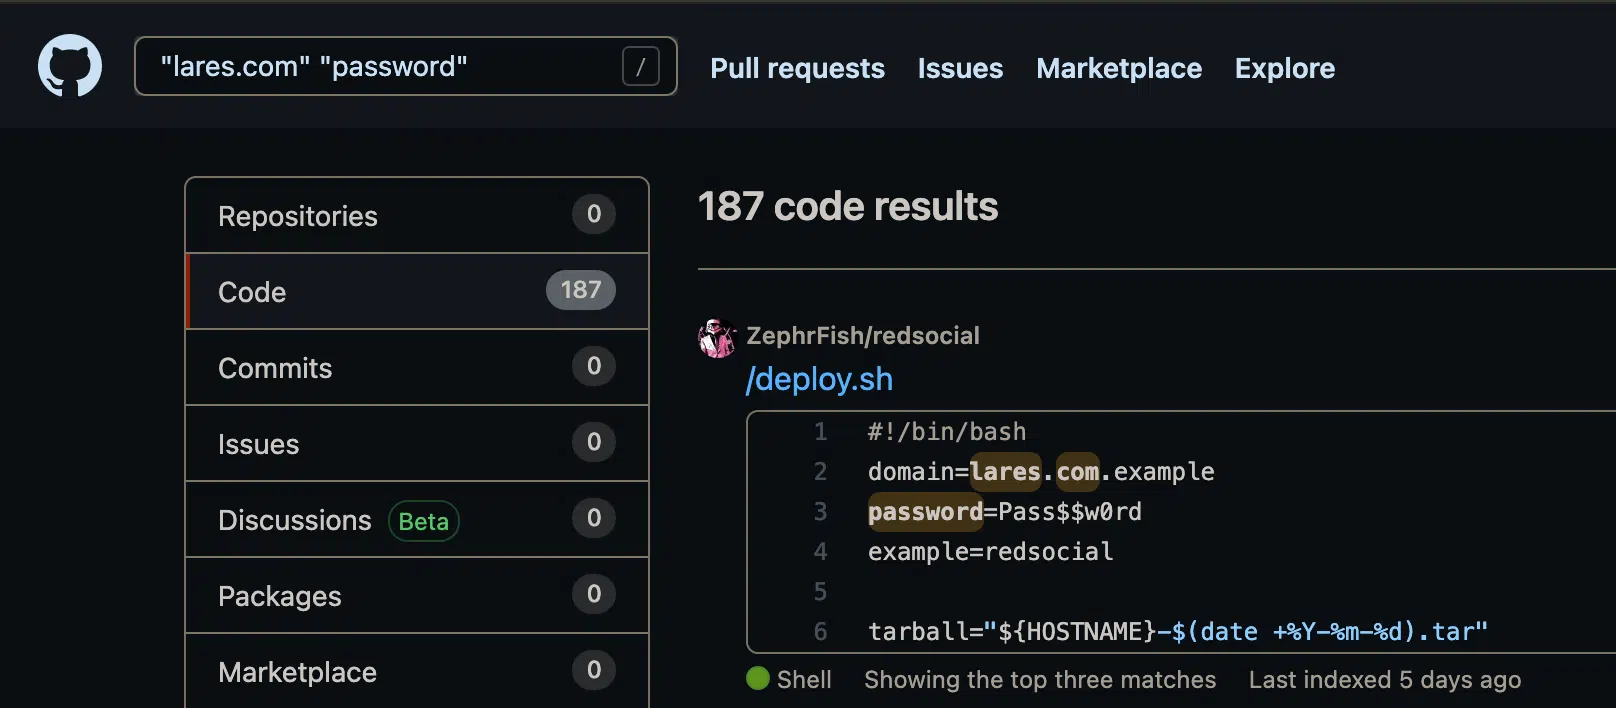 "lares.com" "password" /
Pull requests Issues Marketplace Explore
Repositories 0
Code 187
Commits 0
Issues 0
Discussions Beta 0
Packages 0
Marketplace 0
187 code results
ZephrFish/redsocial
/deploy.sh
1 #!/bin/bash
2 domain=lares.com.example
3 password=Pass$$w0rd
4 example=redsocial
5
6 tarball="${HOSTNAME}-$(date +%Y-%m-%d).tar"
Shell Showing the top three matches Last indexed 5 days ago